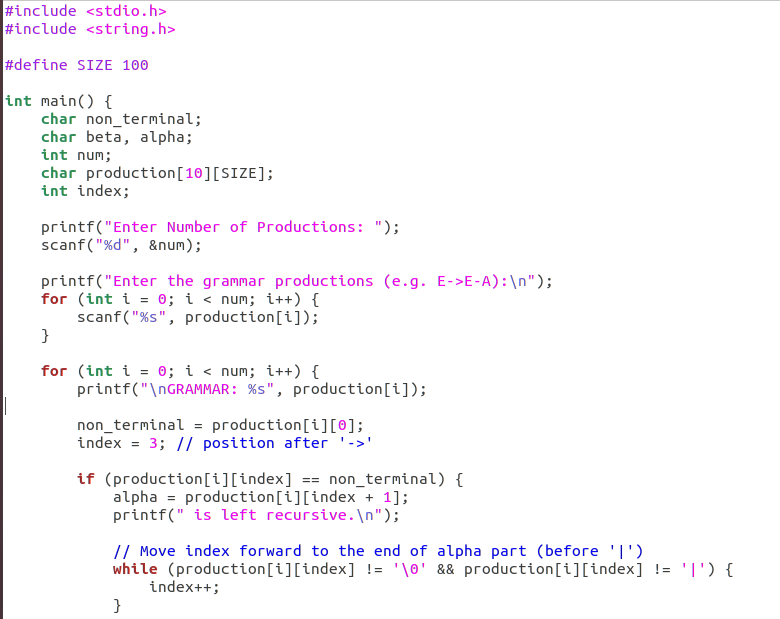 #include <stdio.h>
#include <string.h>

#define SIZE 100

int main() {
    char non_terminal;
    char beta, alpha;
    int num;
    char production[10][SIZE];
    int index;

    printf("Enter Number of Productions: ");
    scanf("%d", &num);

    printf("Enter the grammar productions (e.g. E->E-A):\n");
    for (int i = 0; i < num; i++) {
        scanf("%s", production[i]);
    }

    for (int i = 0; i < num; i++) {
        printf("\nGRAMMAR: %s", production[i]);

        non_terminal = production[i][0];
        index = 3; // position after '->'

        if (production[i][index] == non_terminal) {
            alpha = production[i][index + 1];
            printf(" is left recursive.\n");

            // Move index forward to the end of alpha part (before '|')
            while (production[i][index] != '\0' && production[i][index] != '|') {
                index++;
            }